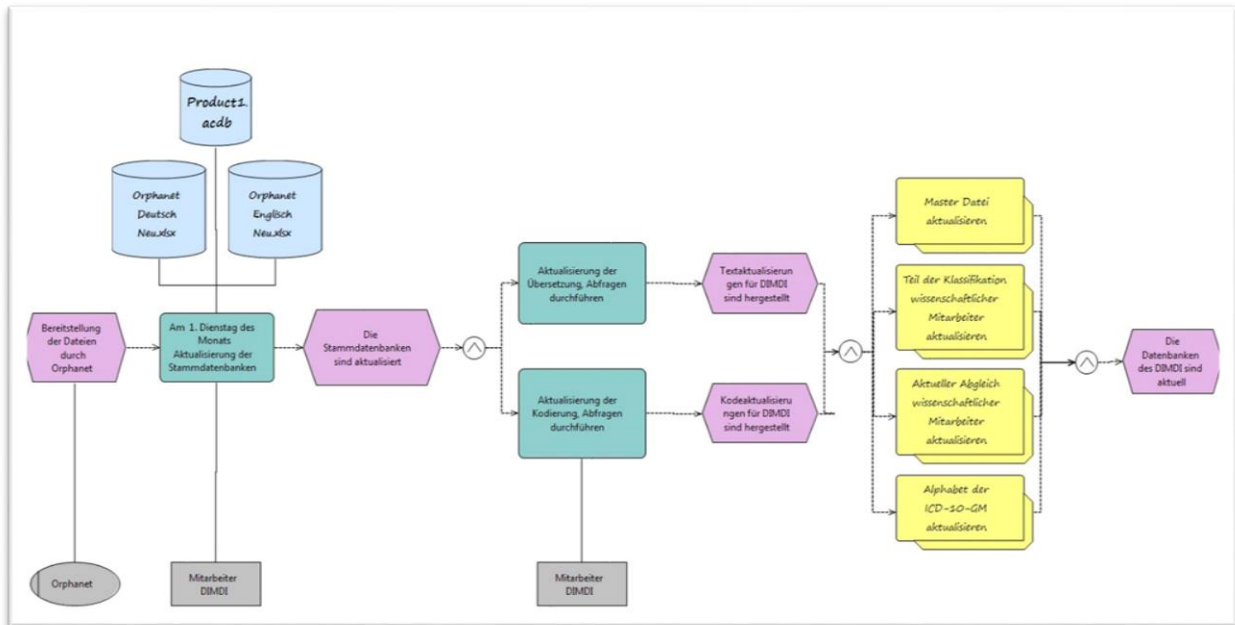 Product1.
acdb
Orphanet
Deutsch
Neu.xlsx
Orphanet
Englisch
Neu.xlsx
Bereitstellung
der Dateien
durch
Orphanet
Am 1. Dienstag des
Monats
Aktualisierung der
Stammdatenbanken
Die
Stammdatenbanken
sind aktualisiert
Aktualisierung der
Übersetzung, Abfragen
durchführen
Textaktualisierun
gen für DIMDI
sind hergestellt
Aktualisierung der
Kodierung, Abfragen
durchführen
Kodeaktualisieru
ngen für DIMDI
sind hergestellt
Master Datei
aktualisieren
Teil der Klassifikation
wissenschaftlicher
Mitarbeiter
aktualisieren
Aktueller Abgleich
wissenschaftlicher
Mitarbeiter
aktualisieren
Alphabet der
ICD-10-GM
aktualisieren
Die
Datenbanken
des DIMDI sind
aktuell
Orphanet
Mitarbeiter
DIMDI
Mitarbeiter
DIMDI